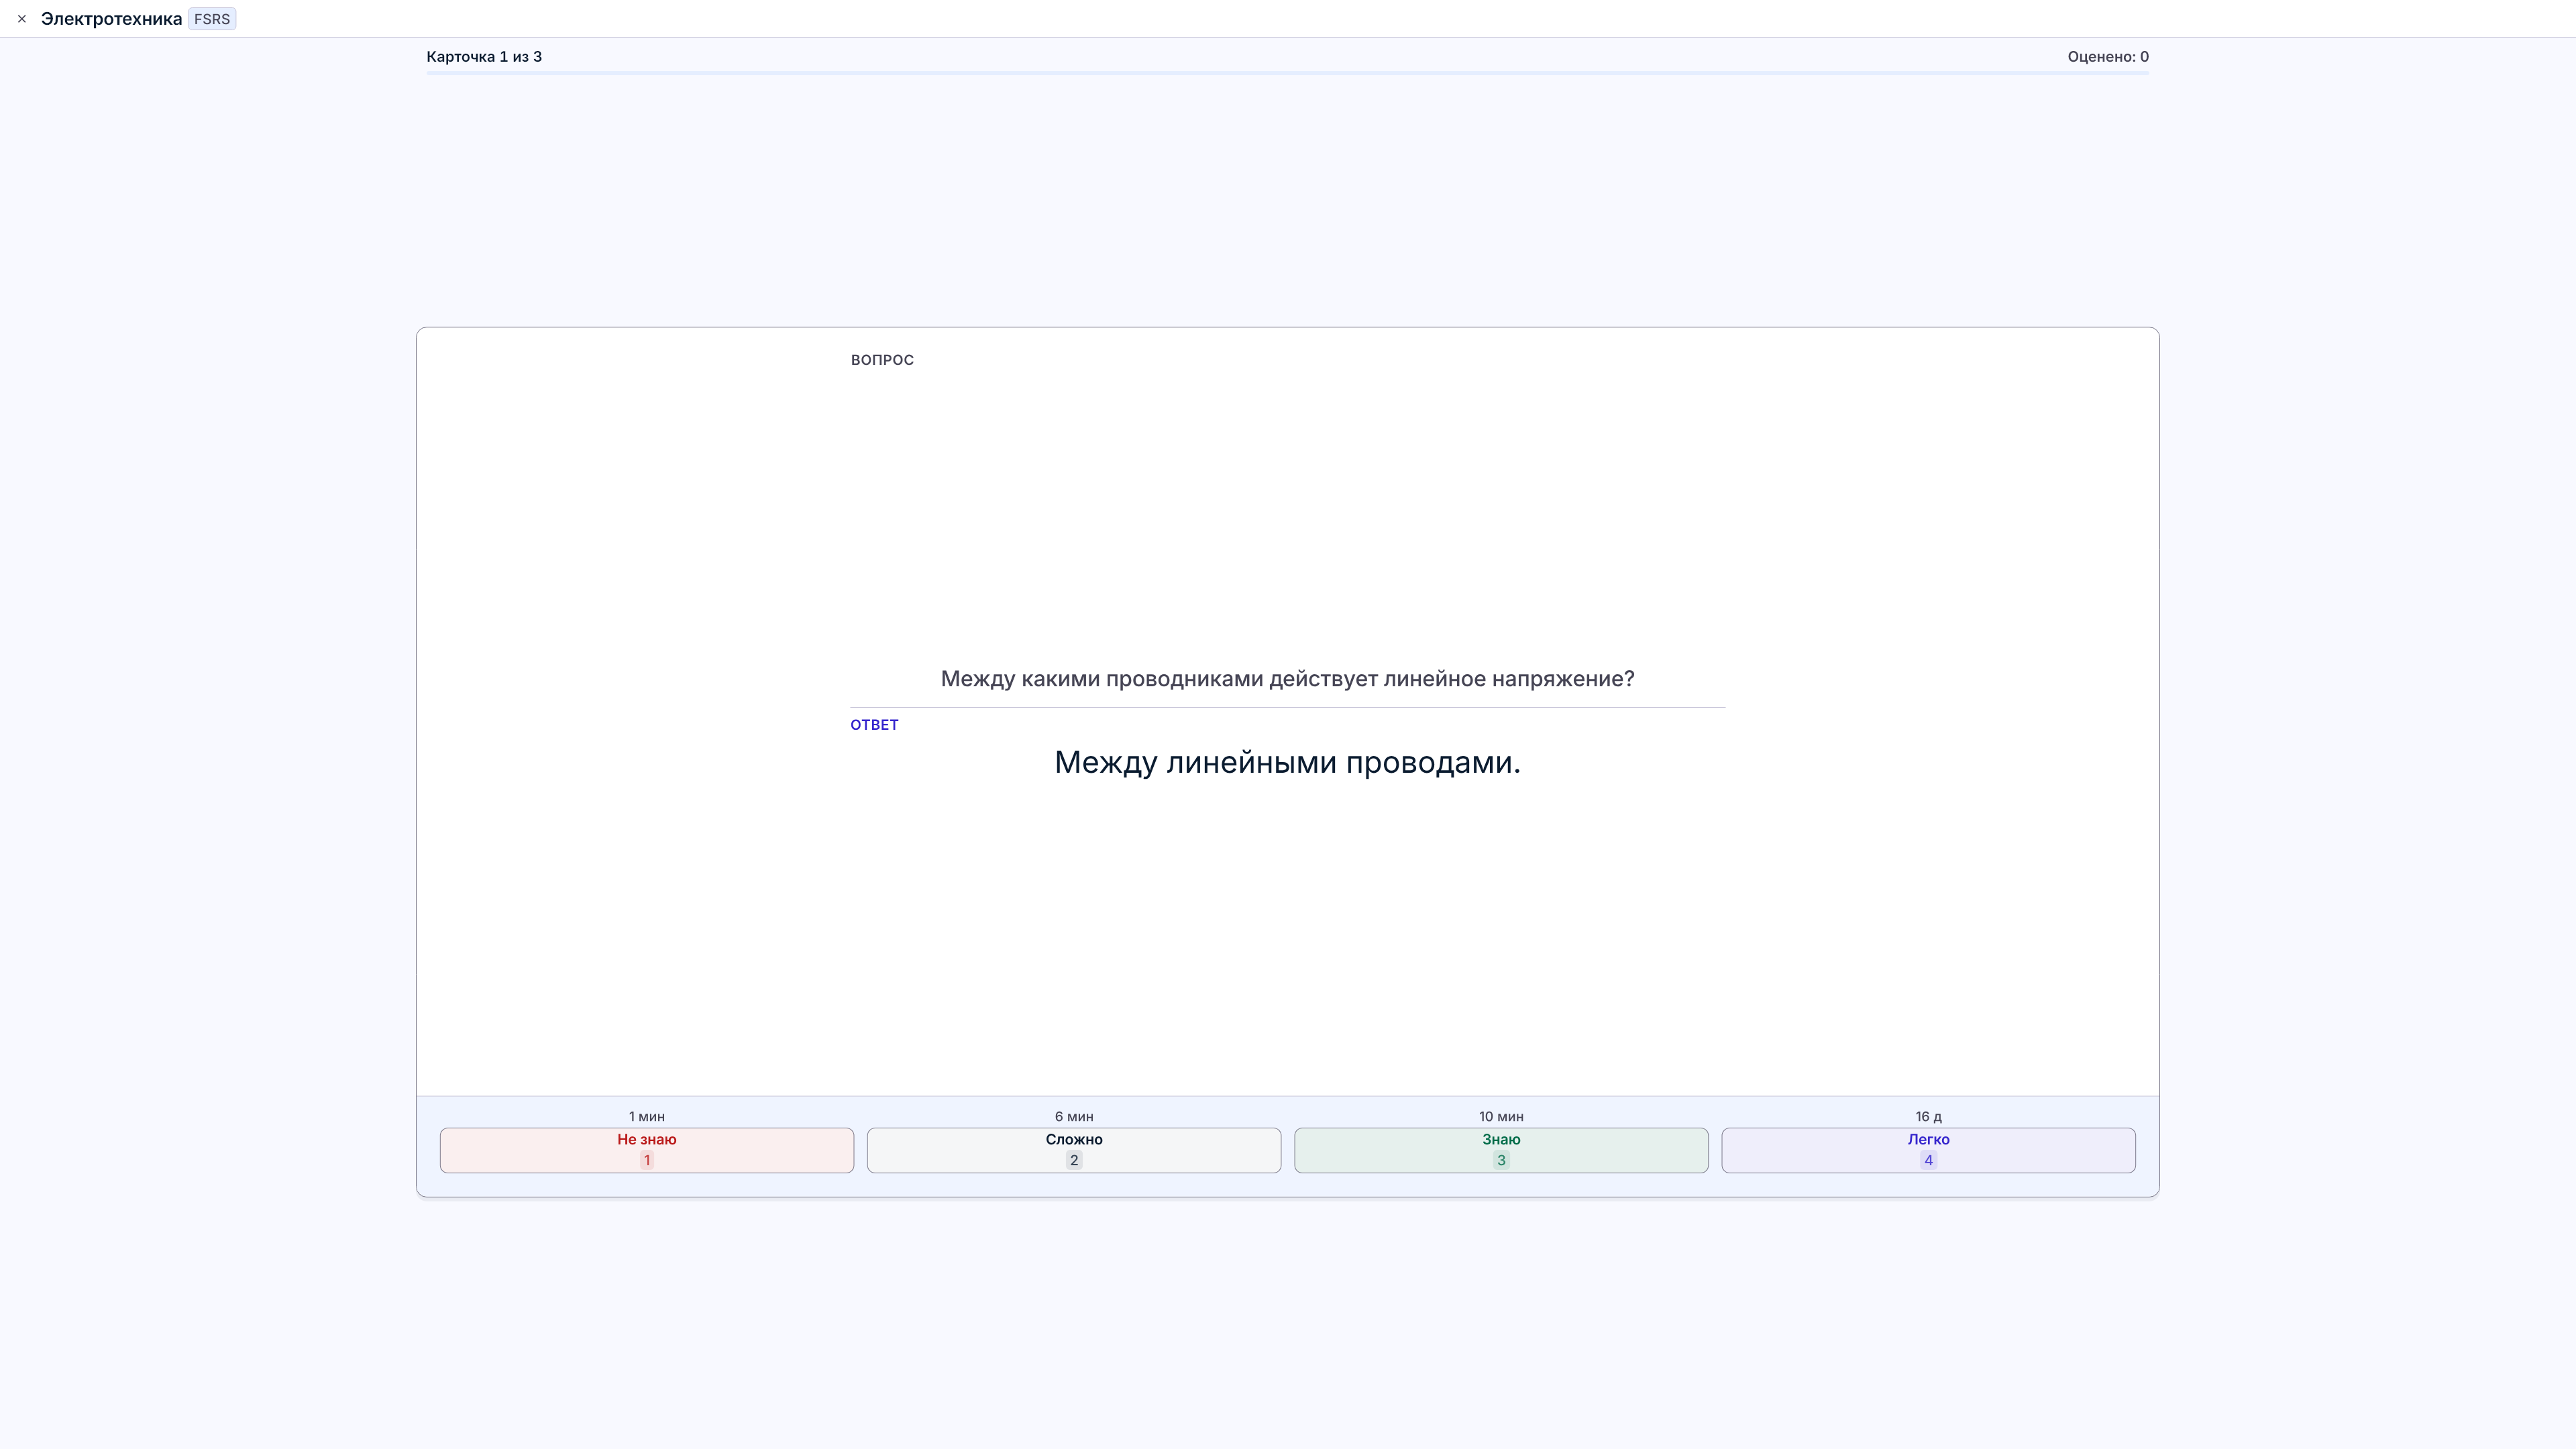 × Электротехника FSRS
Карточка 1 из 3
Оценено: 0
ВОПРОС
Между какими проводниками действует линейное напряжение?
ОТВЕТ
Между линейными проводами.
1 мин
Не знаю
1
6 мин
Сложно
2
10 мин
Знаю
3
16 д
Легко
4